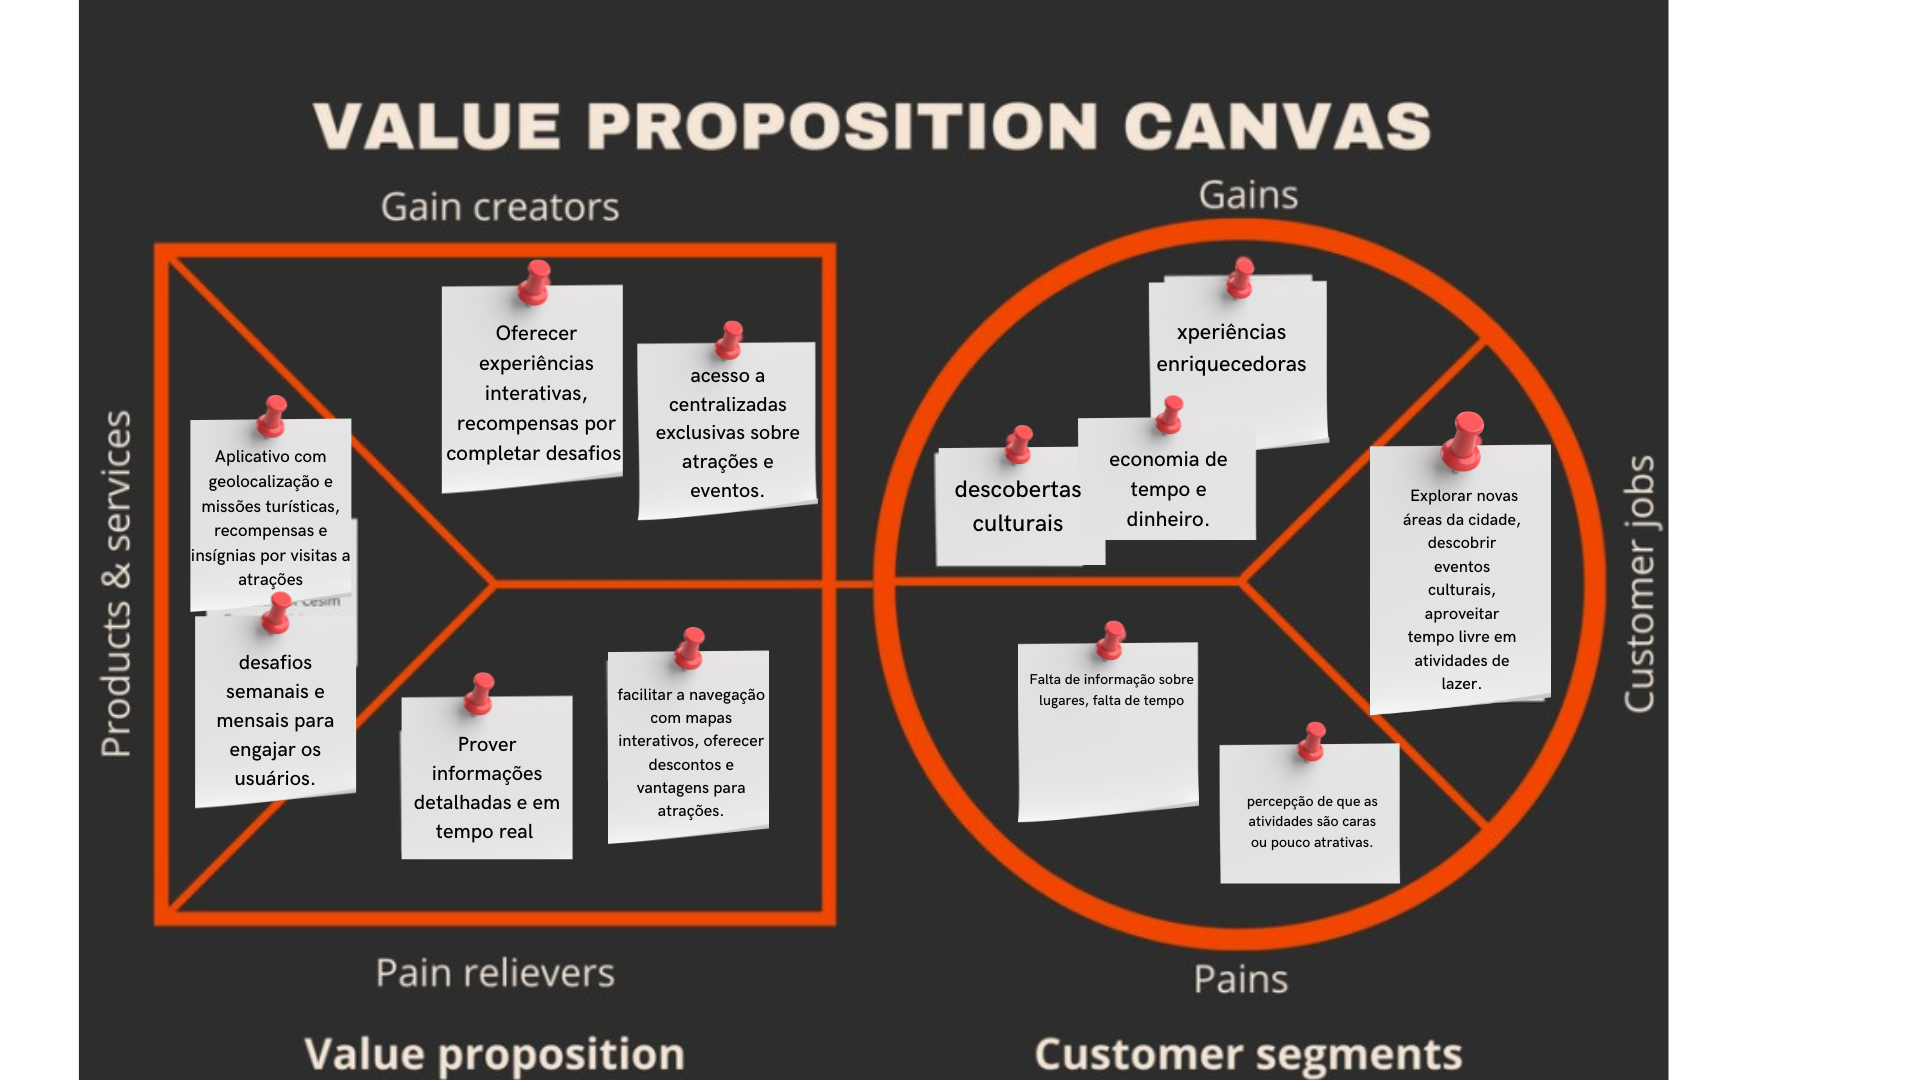 VALUE PROPOSITION CANVAS
Gain creators
Gains
Products & services
Customer jobs
Oferecer
experiências
interativas,
recompensas por
completar desafios
acesso a
centralizadas
exclusivas sobre
atrações e
eventos.
Aplicativo com
geolocalização e
missões turísticas,
recompensas e
insígnias por visitas a
atrações
desafios
semanais e
mensais para
engajar os
usuários.
Prover
informações
detalhadas e em
tempo real
facilitar a navegação
com mapas
interativos, oferecer
descontos e
vantagens para
atrações.
xperiências
enriquecedoras
descobertas
culturais
economia de
tempo e
dinheiro.
Explorar novas
áreas da cidade,
descobrir
eventos
culturais,
aproveitar
tempo livre em
atividades de
lazer.
Falta de informação sobre
lugares, falta de tempo
percepção de que as
atividades são caras
ou pouco atrativas.
Pain relievers
Pains
Value proposition
Customer segments